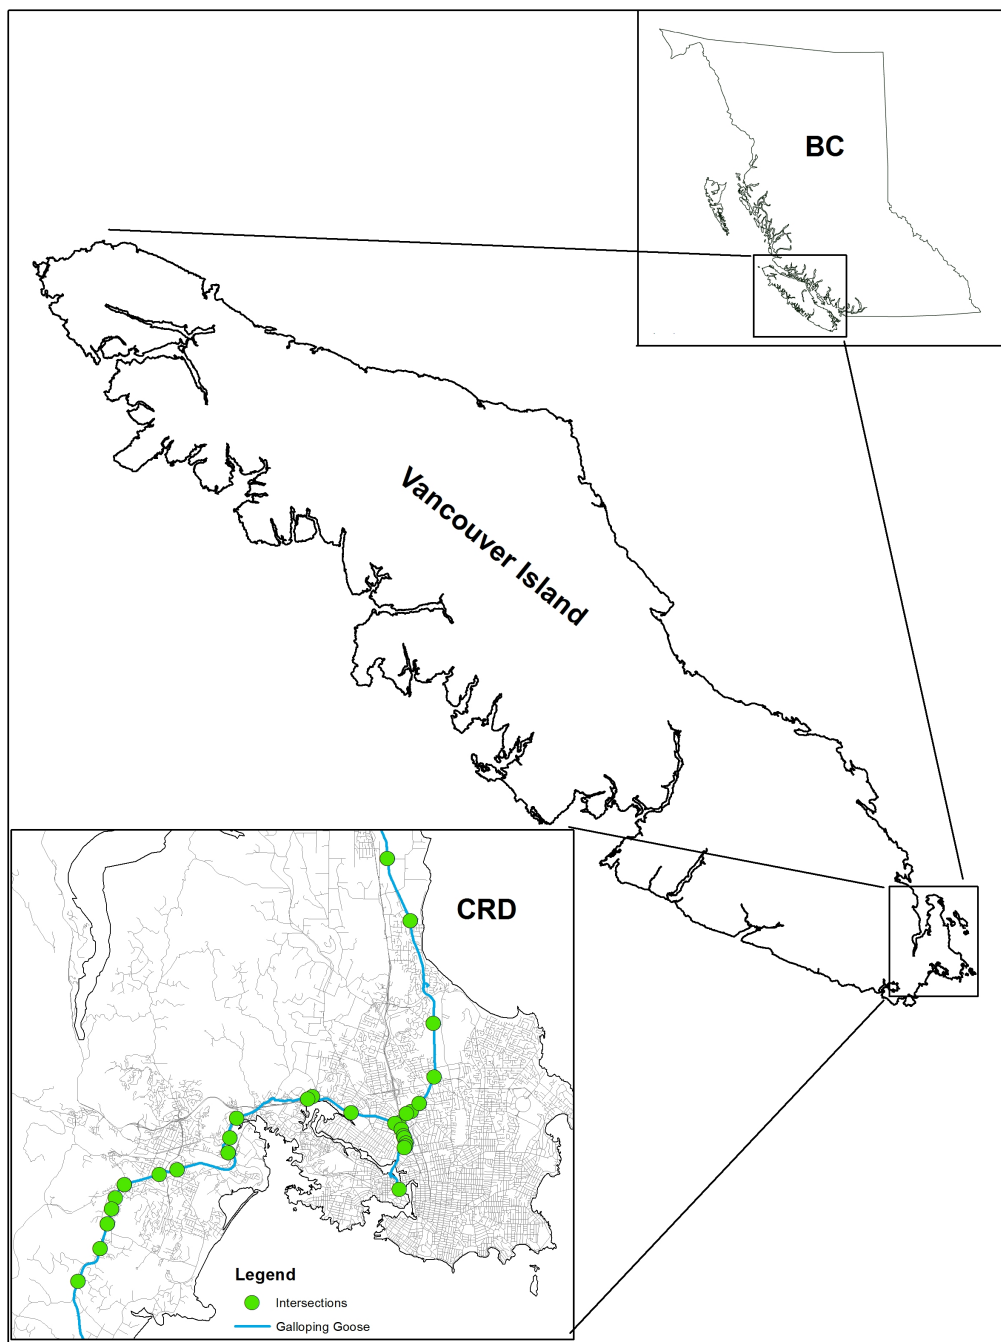 BC
Vancouver Island
CRD
Legend
Intersections
Galloping Goose